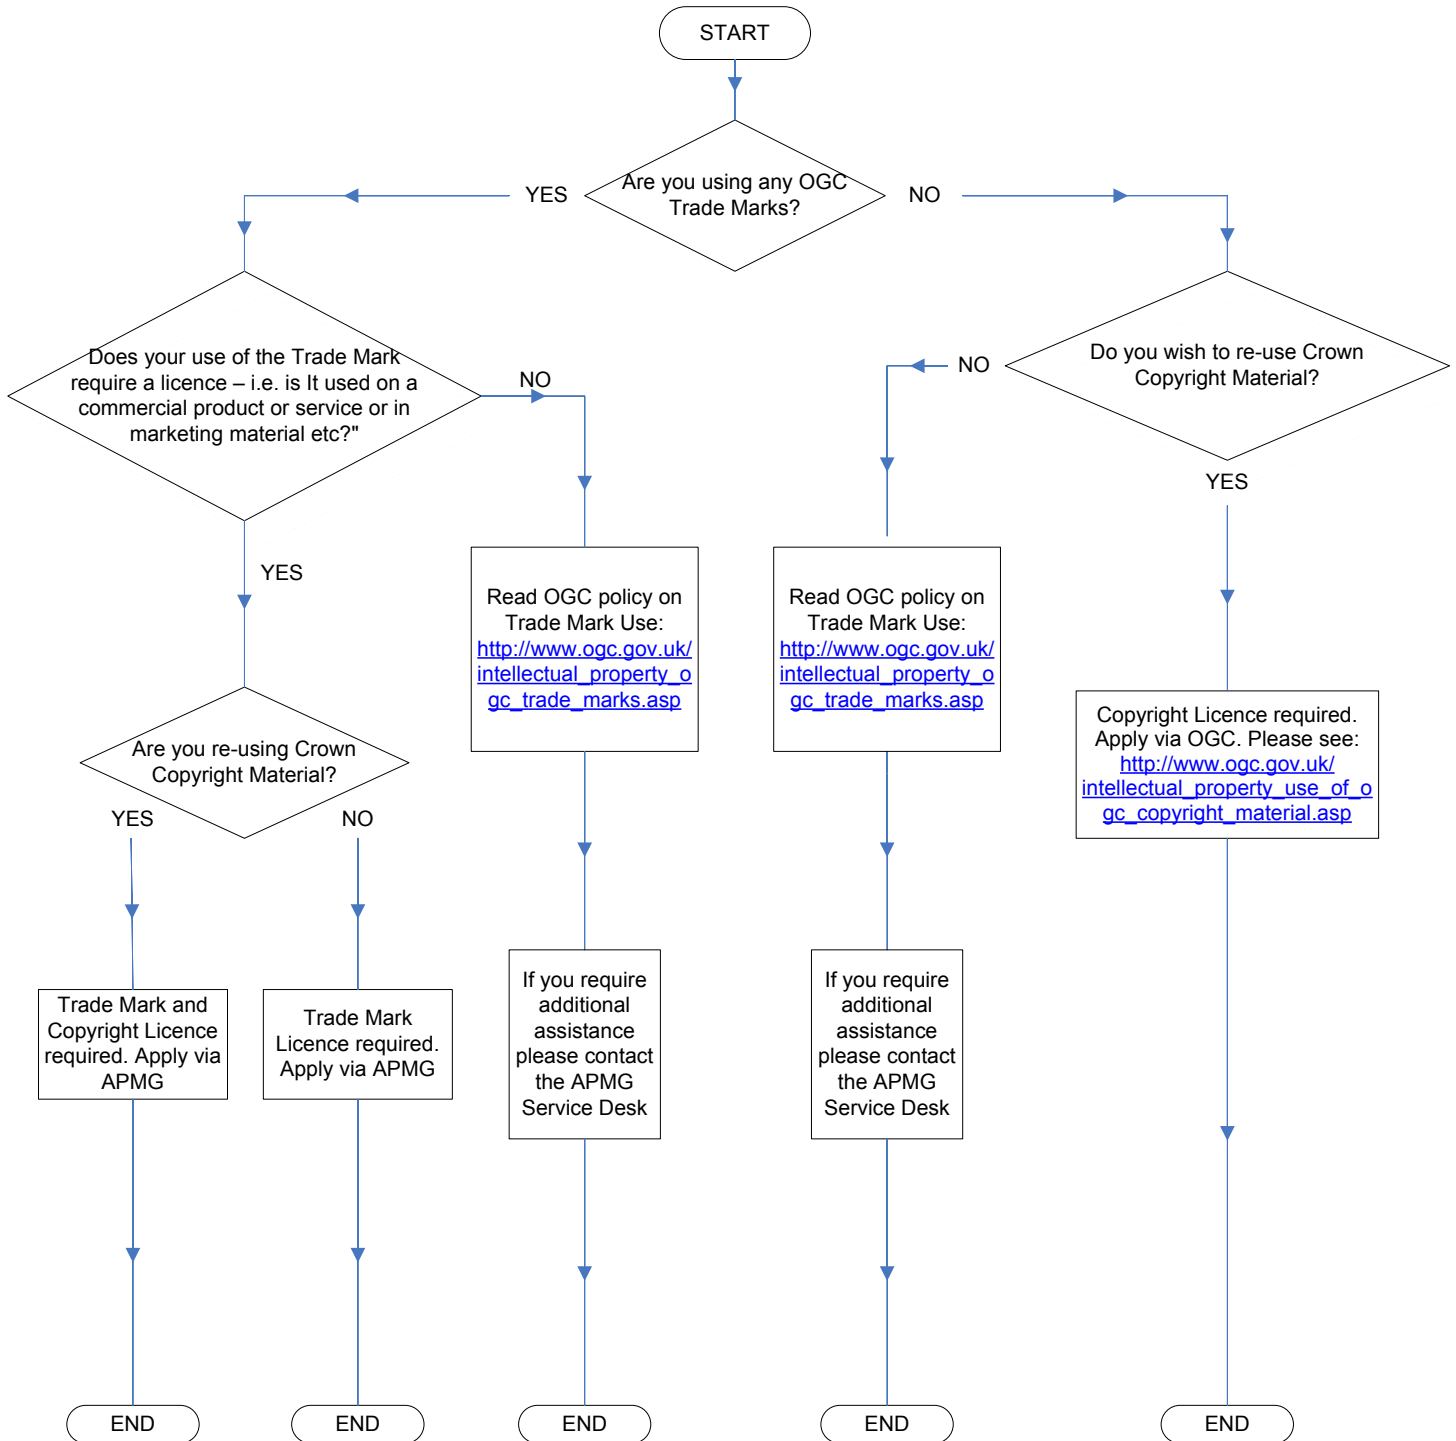 START
Are you using any OGC
Trade Marks?
YES
NO
Does your use of the Trade Mark
require a licence – i.e. is It used on a
commercial product or service or in
marketing material etc?"
NO
YES
Do you wish to re-use Crown
Copyright Material?
NO
YES
Read OGC policy on
Trade Mark Use:
http://www.ogc.gov.uk/
intellectual_property_o
gc_trade_marks.asp
Read OGC policy on
Trade Mark Use:
http://www.ogc.gov.uk/
intellectual_property_o
gc_trade_marks.asp
Copyright Licence required.
Apply via OGC. Please see:
http://www.ogc.gov.uk/
intellectual_property_use_of_o
gc_copyright_material.asp
Are you re-using Crown
Copyright Material?
YES
NO
Trade Mark and
Copyright Licence
required. Apply via
APMG
Trade Mark
Licence required.
Apply via APMG
If you require
additional
assistance
please contact
the APMG
Service Desk
If you require
additional
assistance
please contact
the APMG
Service Desk
END
END
END
END
END